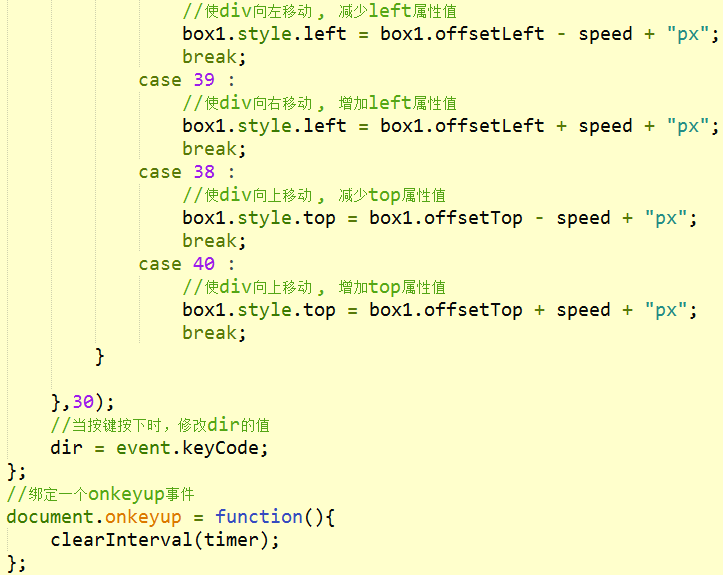 //使div向左移动, 减少left属性值
box1.style.left = box1.offsetLeft - speed + "px";
break;
case 39 :
//使div向右移动, 增加left属性值
box1.style.left = box1.offsetLeft + speed + "px";
break;
case 38 :
//使div向上移动, 减少top属性值
box1.style.top = box1.offsetTop - speed + "px";
break;
case 40 :
//使div向上移动, 增加top属性值
box1.style.top = box1.offsetTop + speed + "px";
break;
}
},30);
//当按键按下时，修改dir的值
dir = event.keyCode;
};
//绑定一个onkeyup事件
document.onkeyup = function(){
clearInterval(timer);
};